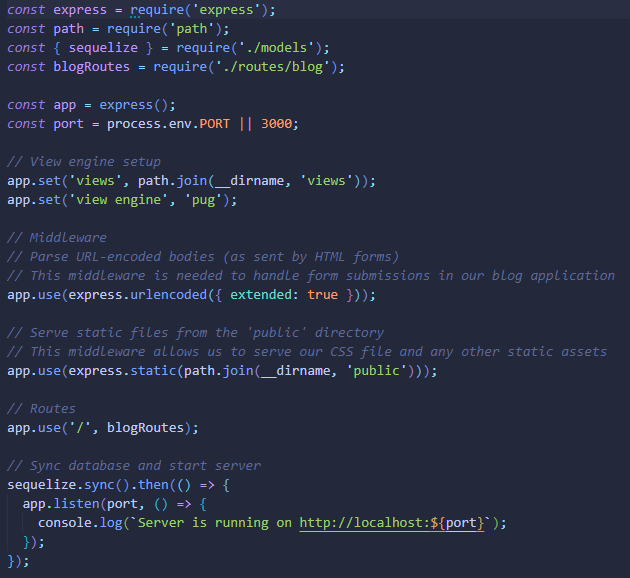 const express = require('express');
const path = require('path');
const { sequelize } = require('./models');
const blogRoutes = require('./routes/blog');

const app = express();
const port = process.env.PORT || 3000;

// View engine setup
app.set('views', path.join(__dirname, 'views'));
app.set('view engine', 'pug');

// Middleware
// Parse URL-encoded bodies (as sent by HTML forms)
// This middleware is needed to handle form submissions in our blog application
app.use(express.urlencoded({ extended: true }));

// Serve static files from the 'public' directory
// This middleware allows us to serve our CSS file and any other static assets
app.use(express.static(path.join(__dirname, 'public')));

// Routes
app.use('/', blogRoutes);

// Sync database and start server
sequelize.sync().then(() => {
  app.listen(port, () => {
    console.log(`Server is running on http://localhost:${port}`);
  });
});